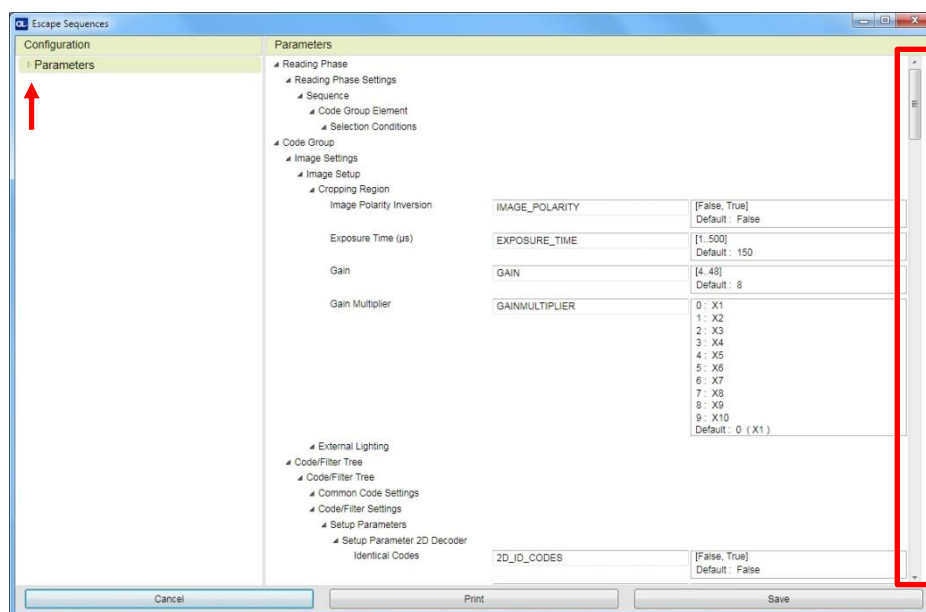 Escape Sequences
Configuration
Parameters
Parameters
Reading Phase
Reading Phase Settings
Sequence
Code Group Element
Selection Conditions
Code Group
Image Settings
Image Setup
Cropping Region
Image Polarity Inversion IMAGE_POLARITY [False, True]
Default : False
Exposure Time (µs) EXPOSURE_TIME [1..500]
Default : 150
Gain GAIN [4..48]
Default : 8
Gain Multiplier GAINMULTIPLIER 0 : X1
1 : X2
2 : X3
3 : X4
4 : X5
5 : X6
6 : X7
7 : X8
8 : X9
9 : X10
Default : 0 ( X1 )
External Lighting
Code/Filter Tree
Code/Filter Tree
Common Code Settings
Code/Filter Settings
Setup Parameters
Setup Parameter 2D Decoder
Identical Codes 2D_ID_CODES [False, True]
Default : False
Cancel Print Save